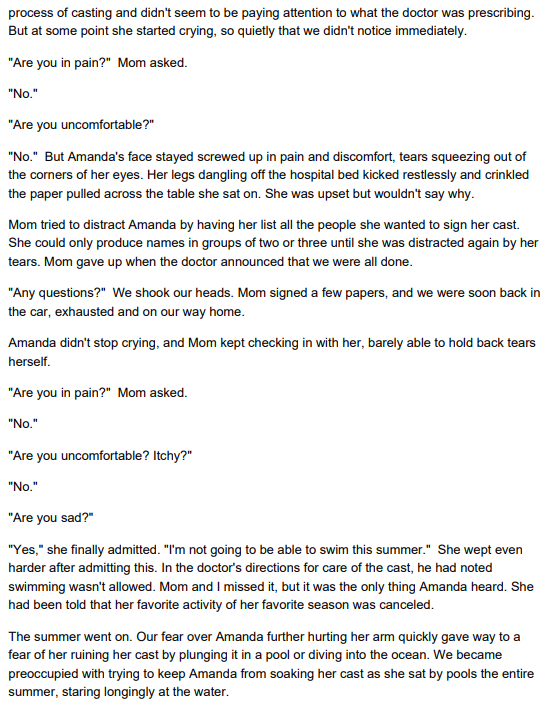 process of casting and didn't seem to be paying attention to what the doctor was prescribing.
But at some point she started crying, so quietly that we didn't notice immediately.
"Are you in pain?"  Mom asked.
"No."
"Are you uncomfortable?"
"No."  But Amanda's face stayed screwed up in pain and discomfort, tears squeezing out of
the corners of her eyes. Her legs dangling off the hospital bed kicked restlessly and crinkled
the paper pulled across the table she sat on. She was upset but wouldn't say why.
Mom tried to distract Amanda by having her list all the people she wanted to sign her cast.
She could only produce names in groups of two or three until she was distracted again by her
tears. Mom gave up when the doctor announced that we were all done.
"Any questions?"  We shook our heads. Mom signed a few papers, and we were soon back in
the car, exhausted and on our way home.
Amanda didn't stop crying, and Mom kept checking in with her, barely able to hold back tears
herself.
"Are you in pain?"  Mom asked.
"No."
"Are you uncomfortable? Itchy?"
"No."
"Are you sad?"
"Yes," she finally admitted. "I'm not going to be able to swim this summer."  She wept even
harder after admitting this. In the doctor's directions for care of the cast, he had noted
swimming wasn't allowed. Mom and I missed it, but it was the only thing Amanda heard. She
had been told that her favorite activity of her favorite season was canceled.
The summer went on. Our fear over Amanda further hurting her arm quickly gave way to a
fear of her ruining her cast by plunging it in a pool or diving into the ocean. We became
preoccupied with trying to keep Amanda from soaking her cast as she sat by pools the entire
summer, staring longingly at the water.